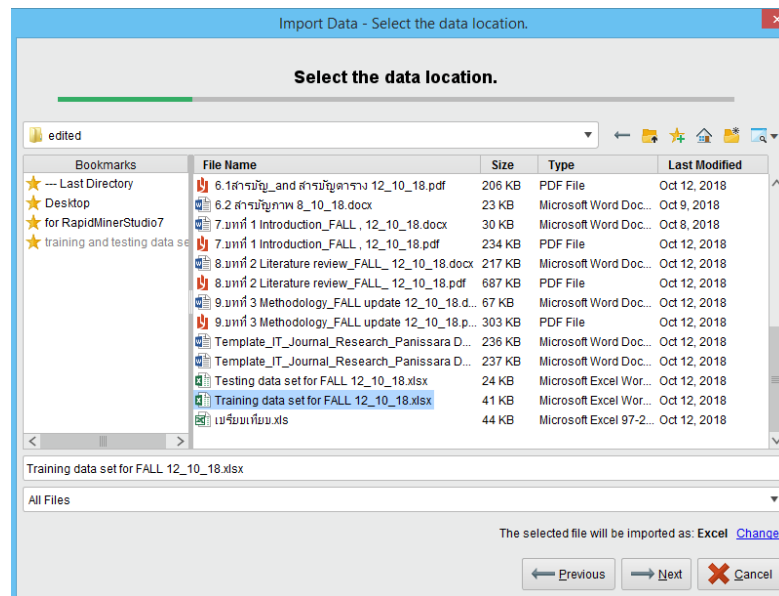 Import Data - Select the data location.
Select the data location.
edited
Bookmarks
--- Last Directory
Desktop
for RapidMinerStudio7
training and testing data se
File Name Size Type Last Modified
6.1สารบัญ_and สารบัญตาราง 12_10_18.pdf 206 KB PDF File Oct 12, 2018
6.2 สารบัญภาพ 8_10_18.docx 23 KB Microsoft Word Doc... Oct 9, 2018
7.บทที่ 1 Introduction_FALL , 12_10_18.docx 30 KB Microsoft Word Doc... Oct 8, 2018
7.บทที่ 1 Introduction_FALL , 12_10_18.pdf 234 KB PDF File Oct 12, 2018
8.บทที่ 2 Literature review_FALL_ 12_10_18.docx 217 KB Microsoft Word Doc... Oct 12, 2018
8.บทที่ 2 Literature review_FALL_ 12_10_18.pdf 687 KB PDF File Oct 12, 2018
9.บทที่ 3 Methodology_FALL update 12_10_18.d... 67 KB Microsoft Word Doc... Oct 12, 2018
9.บทที่ 3 Methodology_FALL update 12_10_18.p... 303 KB PDF File Oct 12, 2018
Template_IT_Journal_Research_Panissara D... 236 KB Microsoft Word Doc... Oct 12, 2018
Template_IT_Journal_Research_Panissara D... 237 KB Microsoft Word Doc... Oct 12, 2018
Testing data set for FALL 12_10_18.xlsx 24 KB Microsoft Excel Wor... Oct 12, 2018
Training data set for FALL 12_10_18.xlsx 41 KB Microsoft Excel Wor... Oct 12, 2018
เปรียบเทียบ.xls 44 KB Microsoft Excel 97-2... Oct 12, 2018
Training data set for FALL 12_10_18.xlsx
All Files
The selected file will be imported as: Excel Change
Previous Next Cancel